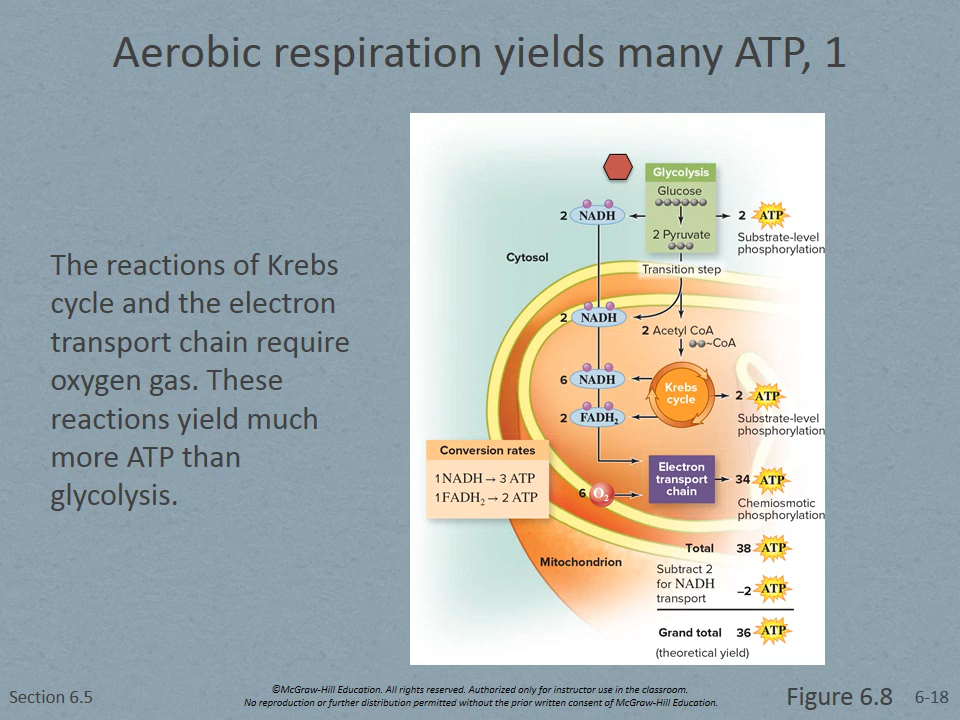 Aerobic respiration yields many ATP, 1
The reactions of Krebs
cycle and the electron
transport chain require
oxygen gas. These
reactions yield much
more ATP than
glycolysis.
Glycolysis
Glucose
2 NADH
2 ATP
2 Pyruvate
Substrate-level
phosphorylation
Cytosol
Transition step
2 NADH
2 Acetyl CoA
~CoA
6 NADH
Krebs
cycle
2 ATP
2 FADH₂
Substrate-level
phosphorylation
Conversion rates
1 NADH → 3 ATP
1 FADH₂ → 2 ATP
Electron
transport
chain
34 ATP
6 O₂
Chemiosmotic
phosphorylation
Mitochondrion
Total 38 ATP
Subtract 2
for NADH
transport
–2 ATP
Grand total 36 ATP
(theoretical yield)
Section 6.5
©McGraw-Hill Education. All rights reserved. Authorized only for instructor use in the classroom.
No reproduction or further distribution permitted without the prior written consent of McGraw-Hill Education.
Figure 6.8
6-18